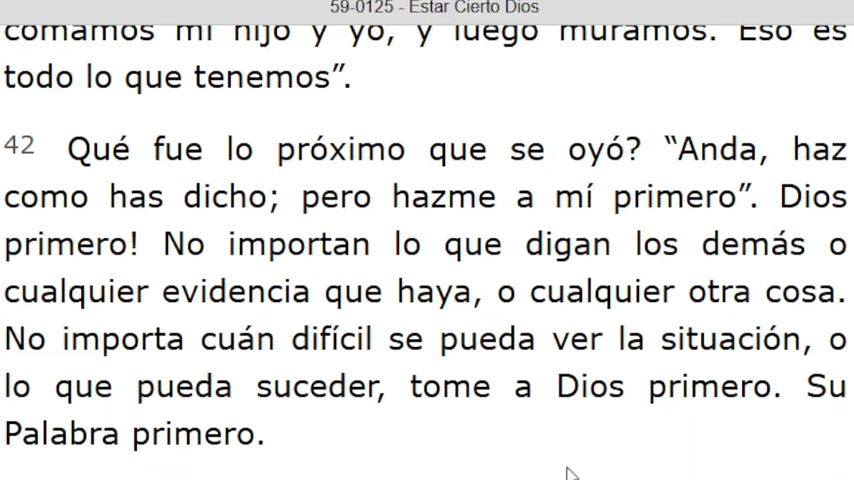 59-0125 - Estar Cierto Dios
comamos mi hijo y yo, y luego muramos. Eso es
todo lo que tenemos”.
42 Qué fue lo próximo que se oyó? “Anda, haz
como has dicho; pero hazme a mí primero”. Dios
primero! No importan lo que digan los demás o
cualquier evidencia que haya, o cualquier otra cosa.
No importa cuán difícil se pueda ver la situación, o
lo que pueda suceder, tome a Dios primero. Su
Palabra primero.